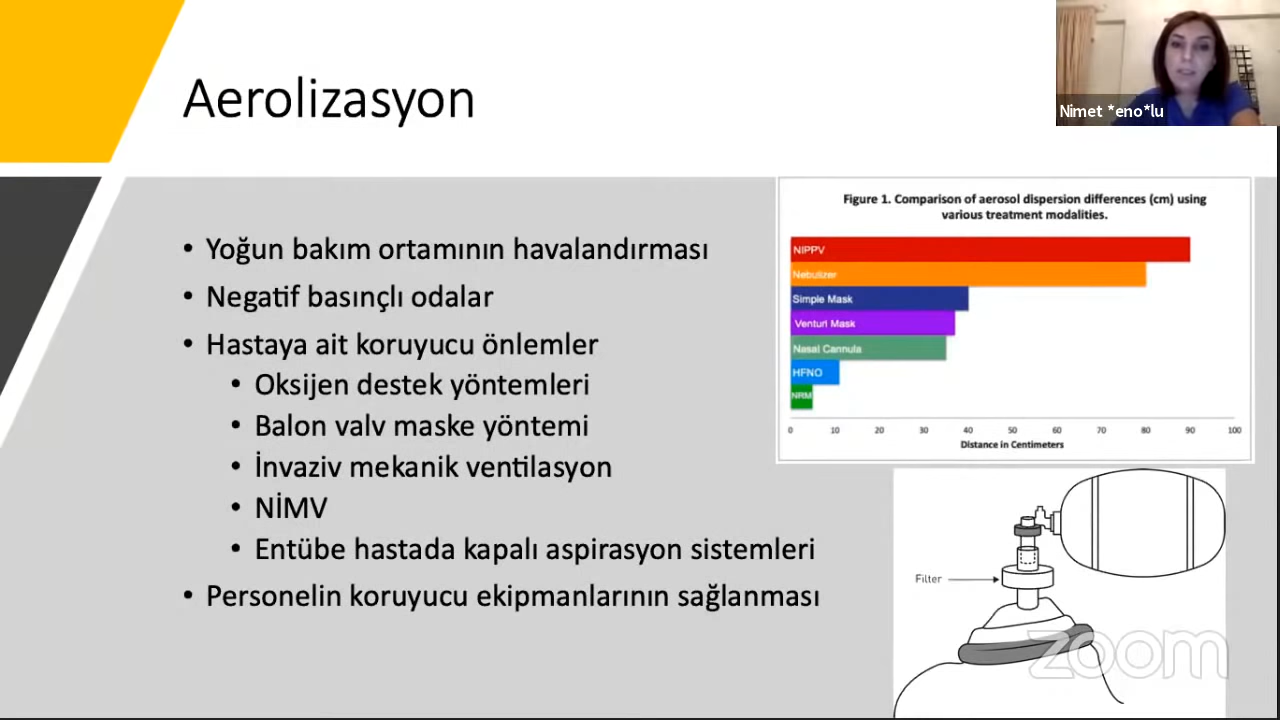 Aerolizasyon
Nimet *eno*lu
• Yoğun bakım ortamının havalandırması
• Negatif basınçlı odalar
• Hastaya ait koruyucu önlemler
• Oksijen destek yöntemleri
• Balon valv maske yöntemi
• İnvaziv mekanik ventilasyon
• NİMV
• Entübe hastada kapalı aspirasyon sistemleri
• Personelin koruyucu ekipmanlarının sağlanması
Figure 1. Comparison of aerosol dispersion differences (cm) using
various treatment modalities.
NIPPV
Nebulizer
Simple Mask
Venturi Mask
Nasal Cannula
HFNO
NRM
0 10 20 30 40 50 60 70 80 90 100
Distance in Centimeters
Filter
zoom